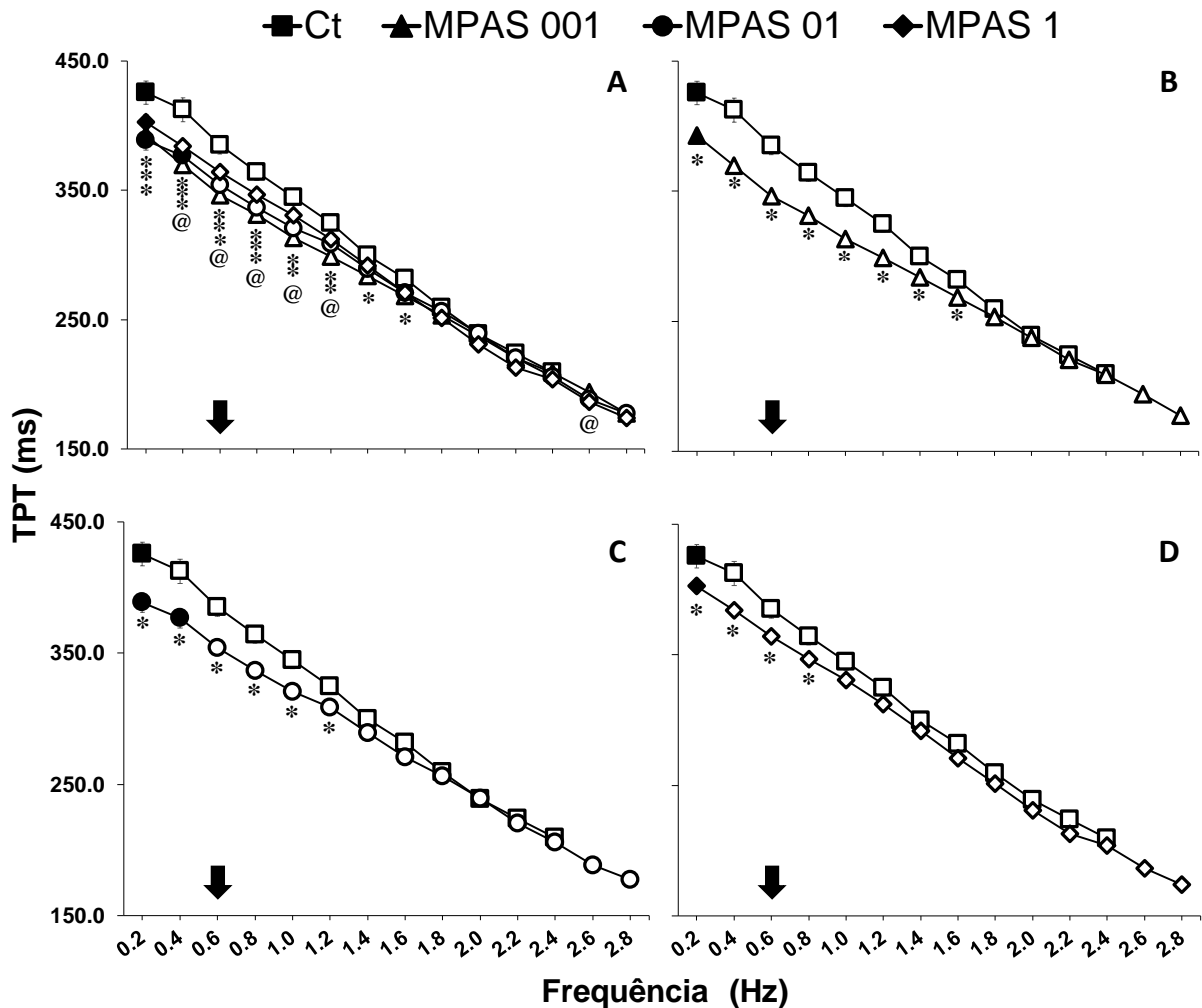 Ct MPAS 001 MPAS 01 MPAS 1
450.0
A
B
350.0
* * * * * * * *
* * * * * *
* * * *
@ @ @ @ @
250.0
@
* * * * * * * *
150.0
TPT (ms)
450.0
C
D
350.0
* * * * * *
* * * *
250.0
150.0
0.2 0.4 0.6 0.8 1.0 1.2 1.4 1.6 1.8 2.0 2.2 2.4 2.6 2.8
0.2 0.4 0.6 0.8 1.0 1.2 1.4 1.6 1.8 2.0 2.2 2.4 2.6 2.8
Frequência (Hz)